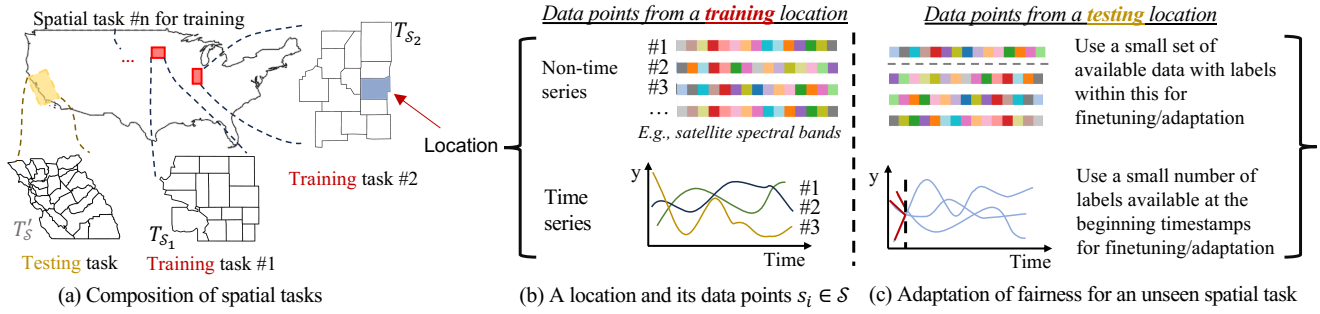 Spatial task #n for training
...
T_{S_2}
Location
Training task #2
T'_S
T_{S_1}
Testing task
Training task #1
(a) Composition of spatial tasks
Data points from a training location
Non-time
series
#1
#2
#3
...
E.g., satellite spectral bands
Time
series
y
#1
#2
#3
Time
(b) A location and its data points s_i ∈ S
Data points from a testing location
Use a small set of
available data with labels
within this for
finetuning/adaptation
y
Time
Use a small number of
labels available at the
beginning timestamps
for finetuning/adaptation
(c) Adaptation of fairness for an unseen spatial task